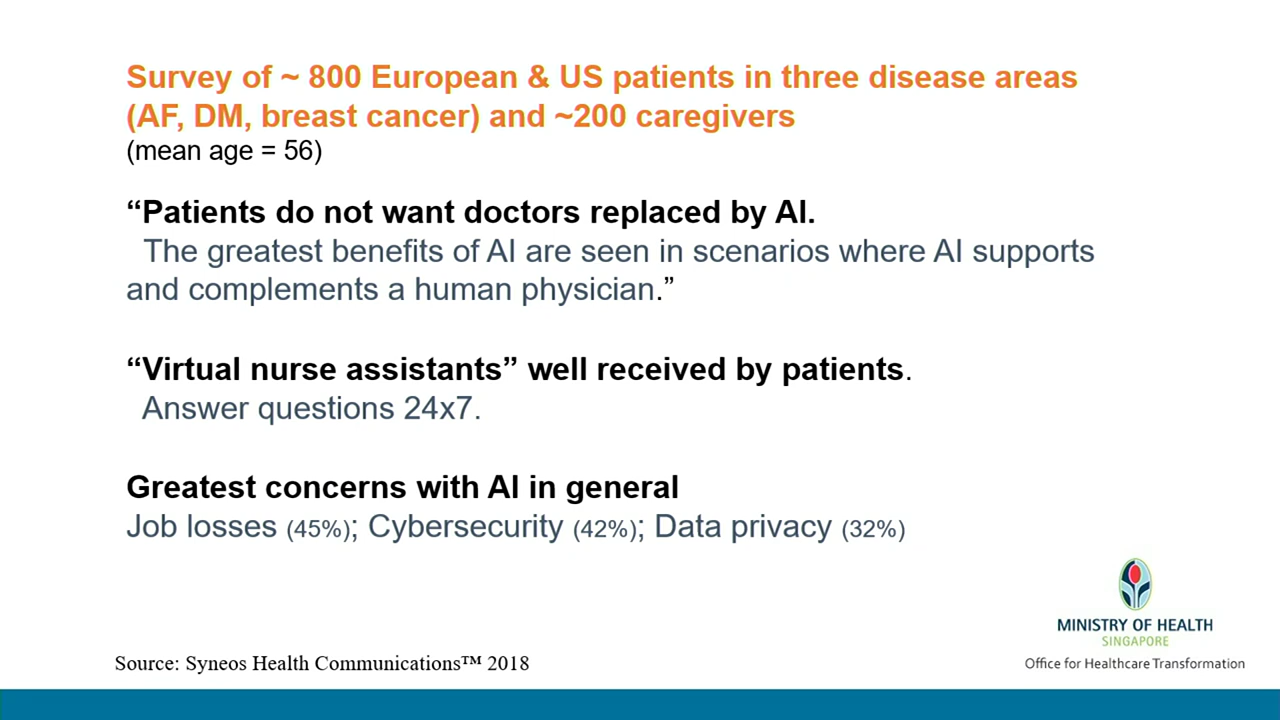 Survey of ~ 800 European & US patients in three disease areas
(AF, DM, breast cancer) and ~200 caregivers
(mean age = 56)
“Patients do not want doctors replaced by AI.
The greatest benefits of AI are seen in scenarios where AI supports
and complements a human physician.”
“Virtual nurse assistants” well received by patients.
Answer questions 24x7.
Greatest concerns with AI in general
Job losses (45%); Cybersecurity (42%); Data privacy (32%)
MINISTRY OF HEALTH
SINGAPORE
Office for Healthcare Transformation
Source: Syneos Health Communications™ 2018